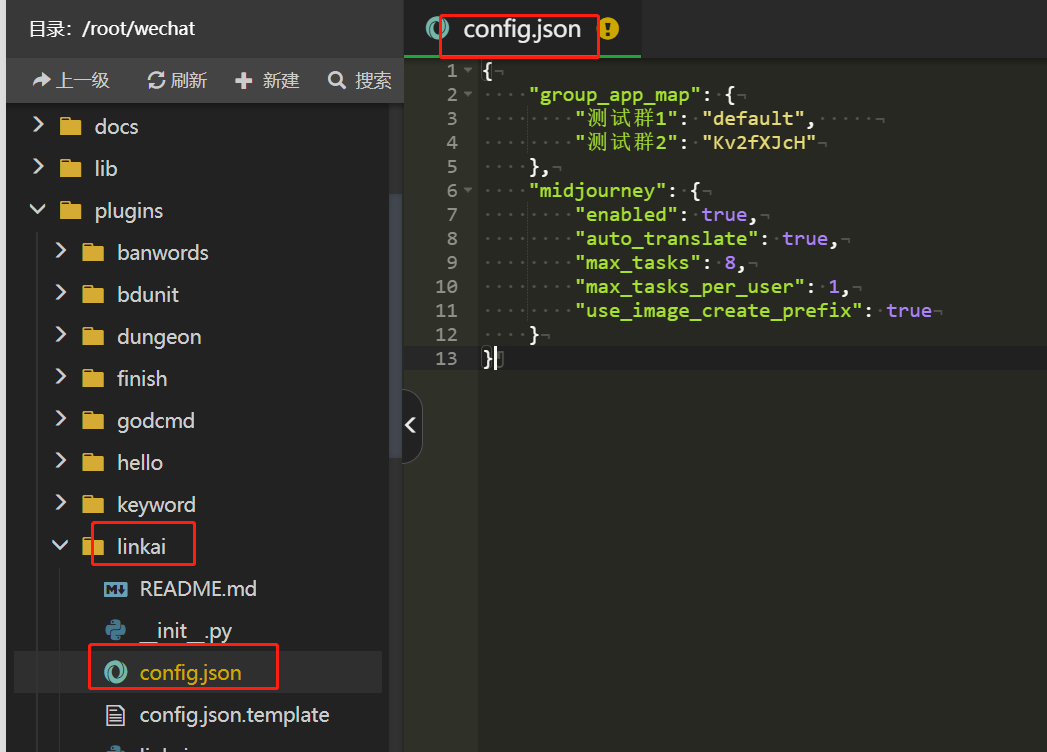 目录：/root/wechat
上一级 刷新 新建 搜索
docs
lib
plugins
banwords
bdunit
dungeon
finish
godcmd
hello
keyword
linkai
README.md
__init__.py
config.json
config.json.template
config.json
1 {
2 "group_app_map": {
3 "测试群1": "default",
4 "测试群2": "Kv2fXJcH"
5 },
6 "midjourney": {
7 "enabled": true,
8 "auto_translate": true,
9 "max_tasks": 8,
10 "max_tasks_per_user": 1,
11 "use_image_create_prefix": true
12 }
13 }